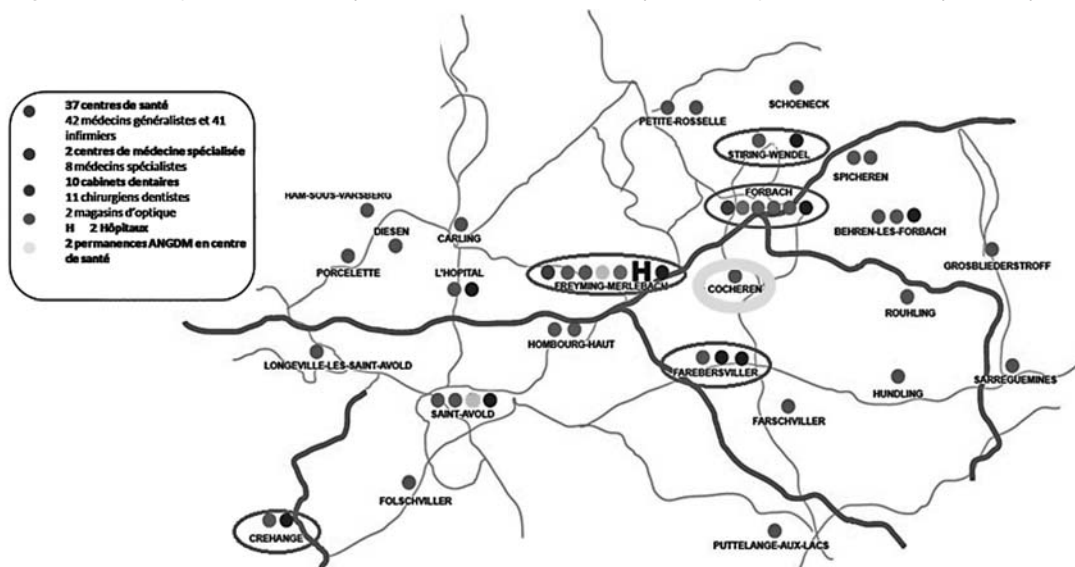 37 centres de santé
42 médecins généralistes et 41
infirmiers
2 centres de médecine spécialisée
8 médecins spécialistes
10 cabinets dentaires
11 chirurgiens dentistes
2 magasins d'optique
H 2 Hôpitaux
2 permanences ANGDM en centre
de santé
SCHOENECK
PETITE-ROSSELLE
STIRING-WENDEL
SPICHEREN
FORBACH
HAM-SOUS-VARSBERG
DIESEN
CARLING
BEHREN-LES-FORBACH
PORCELETTE
L'HOPITAL
H
FREYMING-MERLEBACH
COCHEREN
GROSBLIEDERSTROFF
ROUHLING
HOMBOURG-HAUT
LONGEVILLE-LES-SAINT-AVOLD
FAREBERSVILLER
SARREGUEMINES
HUNDLING
SAINT-AVOLD
FARSCHVILLER
FOLSCHVILLER
CREHANGE
PUTTELANGE-AUX-LACS